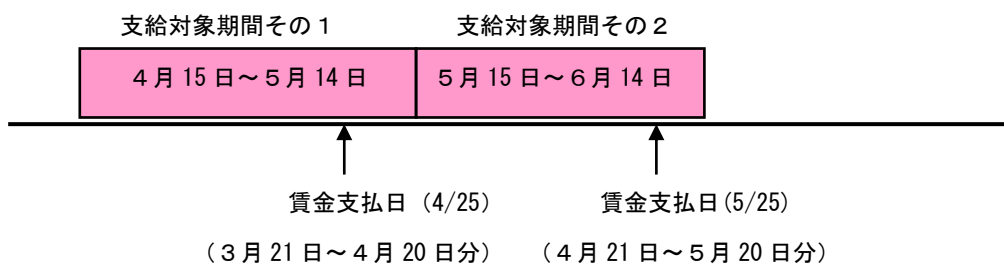 支給対象期間その１ 支給対象期間その２
４月 15 日～５月 14 日 ５月 15 日～６月 14 日
賃金支払日（4/25） 賃金支払日(5/25)
（３月 21 日～４月 20 日分） （４月 21 日～５月 20 日分）